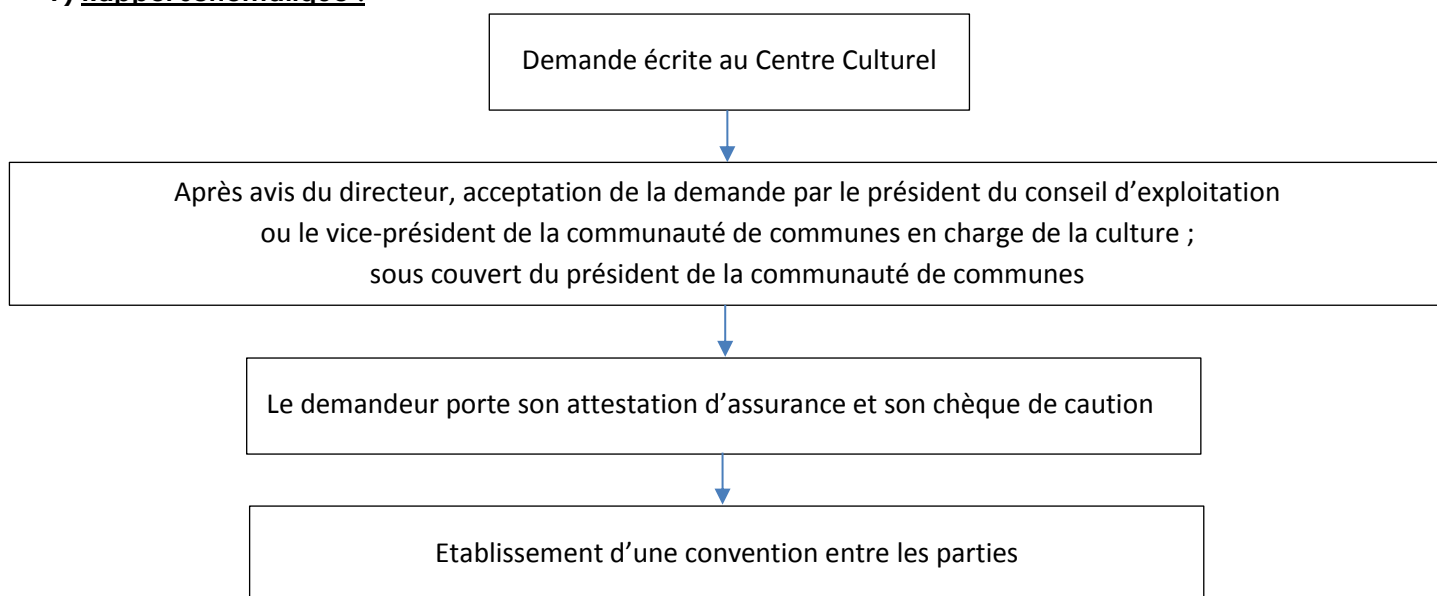 Demande écrite au Centre Culturel
Après avis du directeur, acceptation de la demande par le président du conseil d’exploitation
ou le vice-président de la communauté de communes en charge de la culture ;
sous couvert du président de la communauté de communes
Le demandeur porte son attestation d’assurance et son chèque de caution
Etablissement d’une convention entre les parties